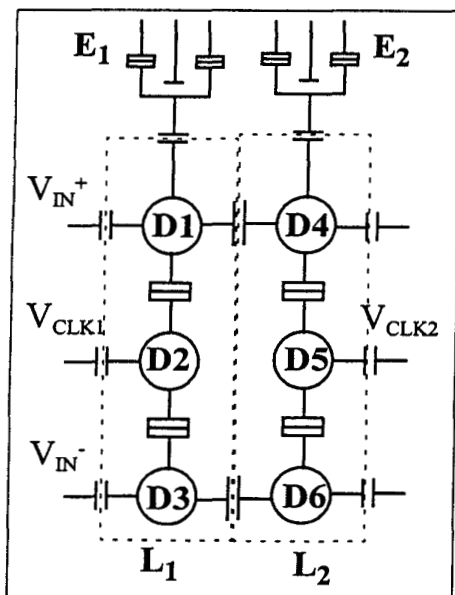 E1 E2
VIN+
D1 D4
VCLK1 VCLK2
D2 D5
VIN-
D3 D6
L1 L2